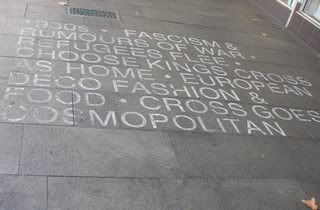 1930s • FASCISM &
RUMOURS OF WAR •
REFUGEES FLEE •
CHOOSE KINGS CROSS
AS HOME • EUROPEAN
DECO FASHION &
FOOD • CROSS GOES
COSMOPOLITAN